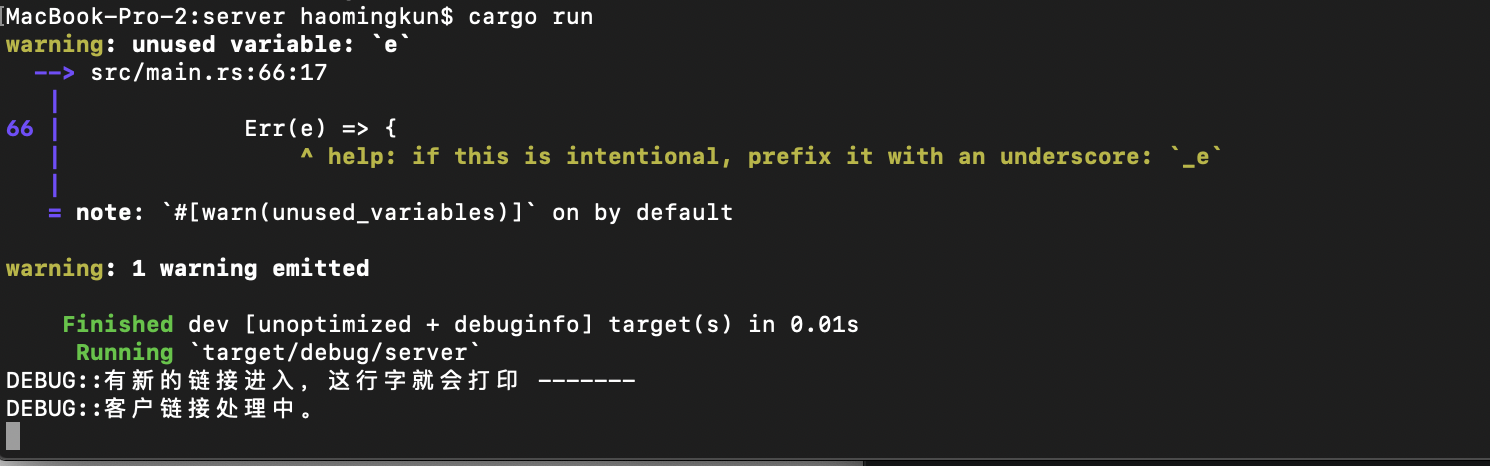 MacBook-Pro-2:server haomingkun$ cargo run
warning: unused variable: `e`
--> src/main.rs:66:17
|
66 | Err(e) => {
| ^ help: if this is intentional, prefix it with an underscore: `_e`
|
= note: `#[warn(unused_variables)]` on by default
warning: 1 warning emitted
Finished dev [unoptimized + debuginfo] target(s) in 0.01s
Running `target/debug/server`
DEBUG::有新的链接进入，这行字就会打印 -------
DEBUG::客户链接处理中。